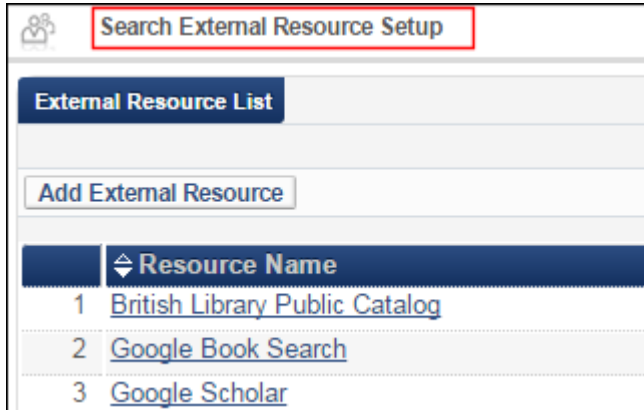 Search External Resource Setup
External Resource List
Add External Resource
Resource Name
1 British Library Public Catalog
2 Google Book Search
3 Google Scholar